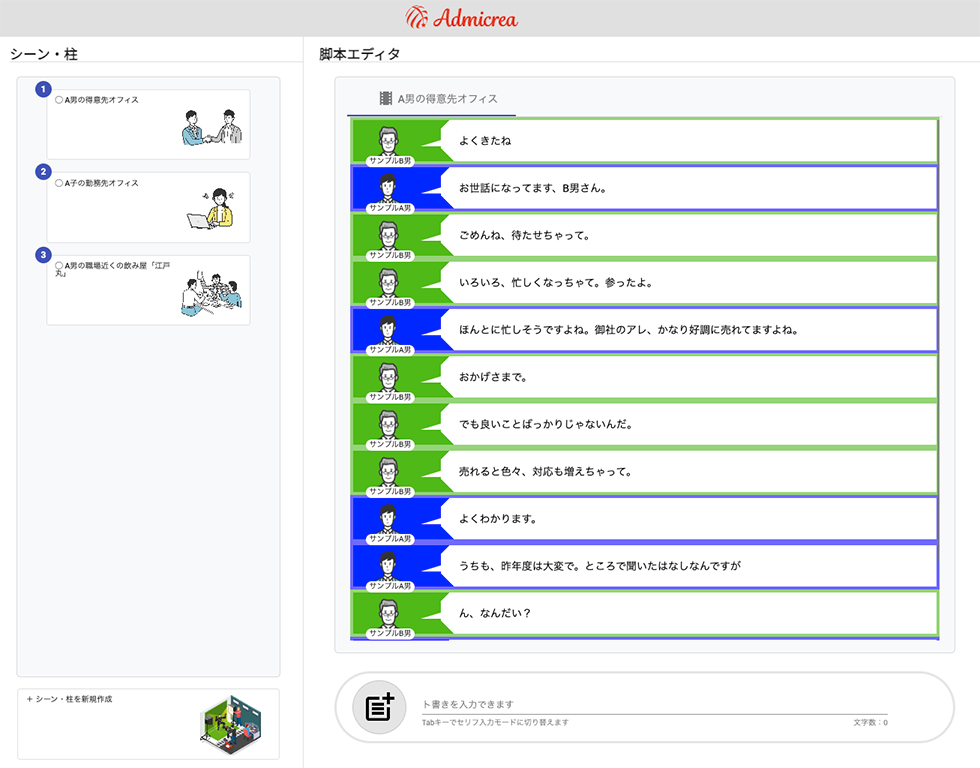 Admicrea
シーン・柱
1
〇A男の得意先オフィス
2
〇A子の勤務先オフィス
3
〇A男の職場近くの飲み屋「江戸
丸」
+ シーン・柱を新規作成
脚本エディタ
A男の得意先オフィス
よくきたね
サンプルB男
お世話になってます、B男さん。
サンプルA男
ごめんね、待たせちゃって。
サンプルB男
いろいろ、忙しくなっちゃて。参ったよ。
サンプルB男
ほんとに忙しそうですよね。御社のアレ、かなり好調に売れてますよね。
サンプルA男
おかげさまで。
サンプルB男
でも良いことばっかりじゃないんだ。
サンプルB男
売れると色々、対応も増えちゃって。
サンプルB男
よくわかります。
サンプルA男
うちも、昨年度は大変で。ところで聞いたはなしなんですが
サンプルA男
ん、なんだい？
サンプルB男
ト書きを入力できます
Tabキーでセリフ入力モードに切り替えます
文字数：0